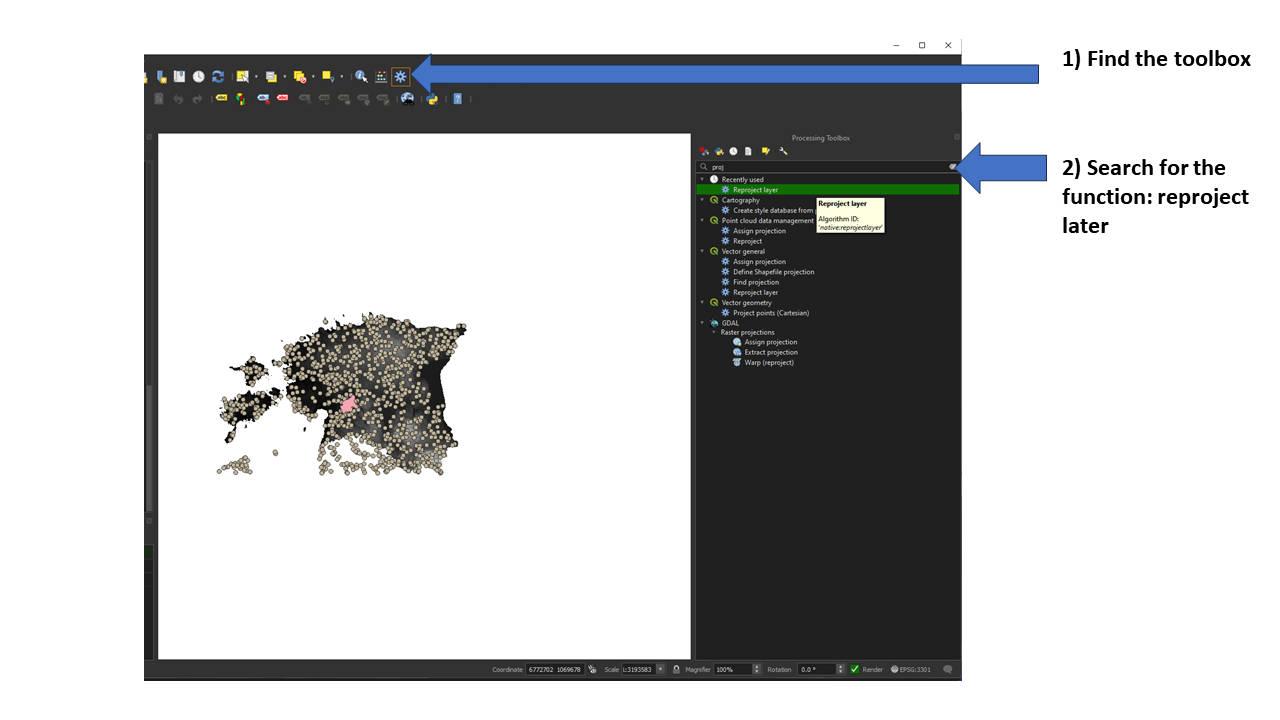 1) Find the toolbox
abc
abc
abc
Processing Toolbox
2) Search for the
function: reproject
later
proj
Recently used
Reproject layer
Cartography
Create style database from
Reproject layer
Algorithm ID:
'native:reprojectlayer'
Point cloud data management
Assign projection
Reproject
Vector general
Assign projection
Define Shapefile projection
Find projection
Reproject layer
Vector geometry
Project points (Cartesian)
GDAL
Raster projections
Assign projection
Extract projection
Warp (reproject)
Coordinate 6772702 1069678 Scale 1:3193583 Magnifier 100% Rotation 0.0 ° Render EPSG:3301